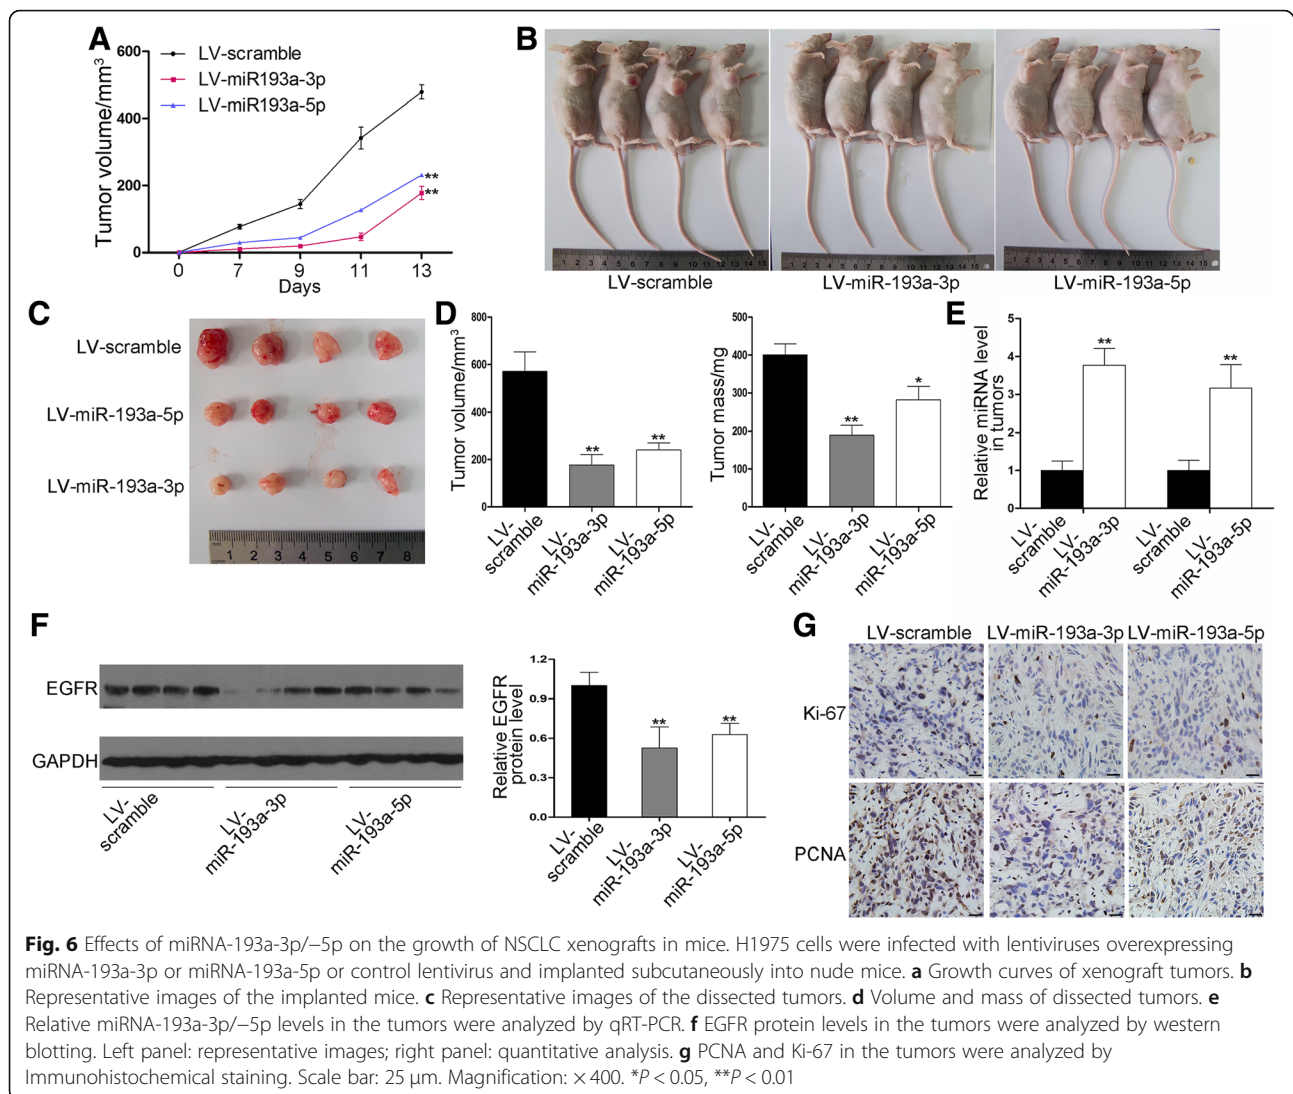 A
600
400
200
0
Tumor volume/mm³
LV-scramble
LV-miR193a-3p
LV-miR193a-5p
**
**
0 7 9 11 13
Days
B
LV-scramble
LV-miR-193a-3p
LV-miR-193a-5p
C
LV-scramble
LV-miR-193a-5p
LV-miR-193a-3p
1 2 3 4 5 6 7 8
D
Tumor volume/mm³
800
600
400
200
0
**
**
LV-
scramble
LV-
miR-193a-3p
LV-
miR-193a-5p
Tumor mass/mg
500
400
300
200
100
0
**
*
LV-
scramble
LV-
miR-193a-3p
LV-
miR-193a-5p
E
Relative miRNA level
in tumors
5
4
3
2
1
0
**
**
LV-
scramble
LV-
miR-193a-3p
LV-
scramble
LV-
miR-193a-5p
F
EGFR
GAPDH
LV-
scramble
LV-
miR-193a-3p
LV-
miR-193a-5p
Relative EGFR
protein level
1.2
0.9
0.6
0.3
0.0
**
**
LV-
scramble
LV-
miR-193a-3p
LV-
miR-193a-5p
G
LV-scramble LV-miR-193a-3p LV-miR-193a-5p
Ki-67
PCNA
Fig. 6 Effects of miRNA-193a-3p/−5p on the growth of NSCLC xenografts in mice. H1975 cells were infected with lentiviruses overexpressing
miRNA-193a-3p or miRNA-193a-5p or control lentivirus and implanted subcutaneously into nude mice. a Growth curves of xenograft tumors. b
Representative images of the implanted mice. c Representative images of the dissected tumors. d Volume and mass of dissected tumors. e
Relative miRNA-193a-3p/−5p levels in the tumors were analyzed by qRT-PCR. f EGFR protein levels in the tumors were analyzed by western
blotting. Left panel: representative images; right panel: quantitative analysis. g PCNA and Ki-67 in the tumors were analyzed by
Immunohistochemical staining. Scale bar: 25 μm. Magnification: × 400. *P < 0.05, **P < 0.01